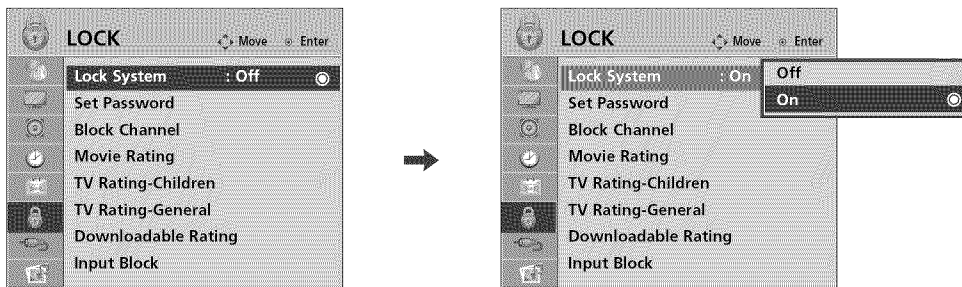 LOCK
Move
Enter
Lock System : Off
Set Password
Block Channel
Movie Rating
TV Rating-Children
TV Rating-General
Downloadable Rating
Input Block
LOCK
Move
Enter
Lock System : On
Off
On
Set Password
Block Channel
Movie Rating
TV Rating-Children
TV Rating-General
Downloadable Rating
Input Block